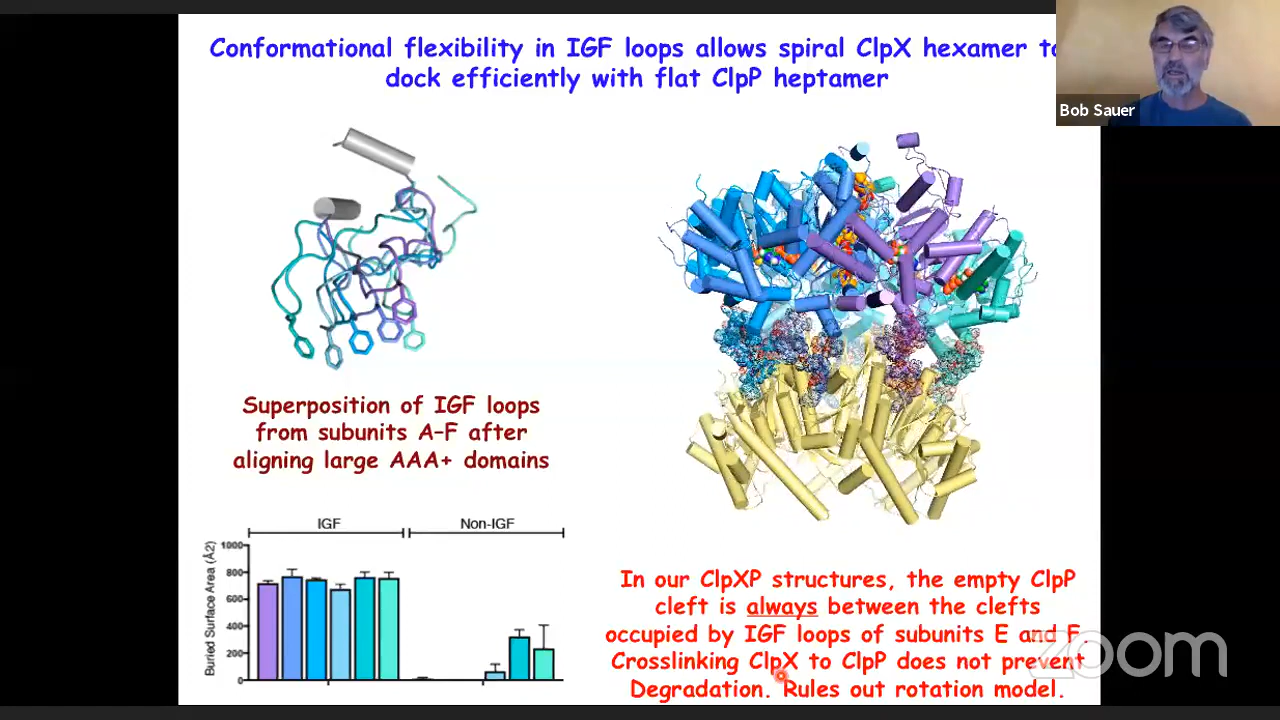 Conformational flexibility in IGF loops allows spiral ClpX hexamer
dock efficiently with flat ClpP heptamer
Bob Sauer
Superposition of IGF loops
from subunits A-F after
aligning large AAA+ domains
IGF
Non-IGF
Buried Surface Area (Å2)
1000
800
600
400
200
0
In our ClpXP structures, the empty ClpP
cleft is always between the clefts
occupied by IGF loops of subunits E and F.
Crosslinking ClpX to ClpP does not prevent
Degradation. Rules out rotation model.
zoom